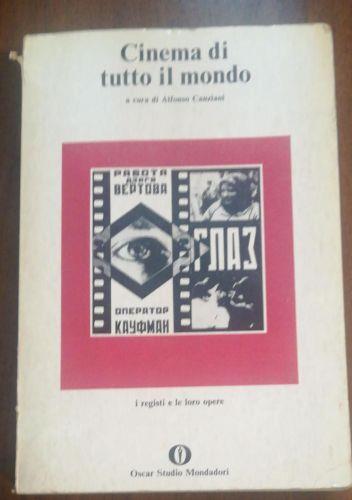 Cinema di
tutto il mondo
a cura di Alfonso Canziani
РАБОТА
ДЗИГИ
ВЕРТОВА
ГЛАЗ
ОПЕРАТОР
КАУФМАН
i registi e le loro opere
Oscar Studio Mondadori